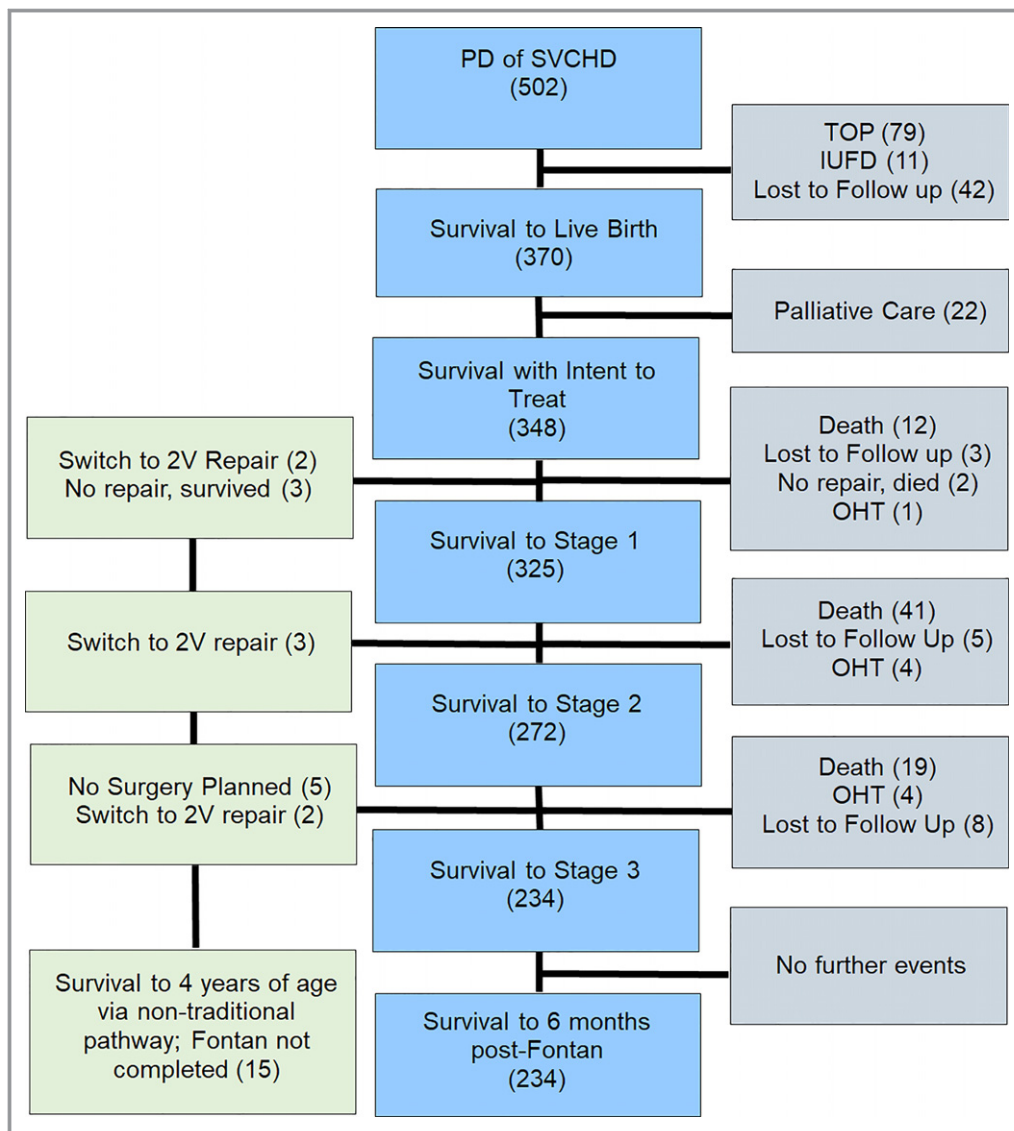 PD of SVCHD
(502)
TOP (79)
IUFD (11)
Lost to Follow up (42)
Survival to Live Birth
(370)
Palliative Care (22)
Survival with Intent to
Treat
(348)
Switch to 2V Repair (2)
No repair, survived (3)
Death (12)
Lost to Follow up (3)
No repair, died (2)
OHT (1)
Survival to Stage 1
(325)
Switch to 2V repair (3)
Death (41)
Lost to Follow Up (5)
OHT (4)
Survival to Stage 2
(272)
No Surgery Planned (5)
Switch to 2V repair (2)
Death (19)
OHT (4)
Lost to Follow Up (8)
Survival to Stage 3
(234)
No further events
Survival to 4 years of age
via non-traditional
pathway; Fontan not
completed (15)
Survival to 6 months
post-Fontan
(234)